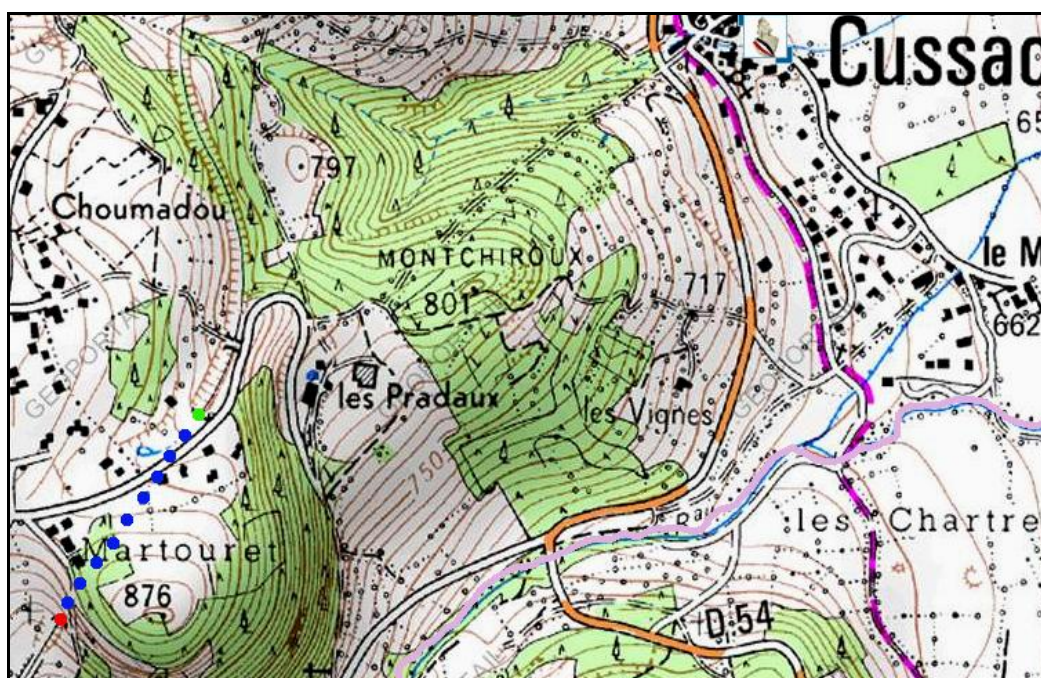 Cussac
65
797
Choumadou
MONTCHIROUX
le M
801
717
662
les Pradaux
les Vignes
750
les Chartre
Martouret
876
D 54
GEOPORTAIL